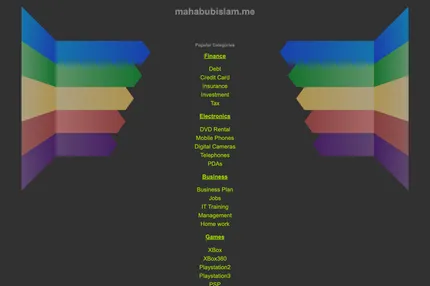 mahabubislam.me
Popular Categories
Finance
Debt
Credit Card
Insurance
Investment
Tax
Electronics
DVD Rental
Mobile Phones
Digital Cameras
Telephones
PDAs
Business
Business Plan
Jobs
IT Training
Management
Home work
Games
XBox
XBox360
Playstation2
Playstation3
PSP